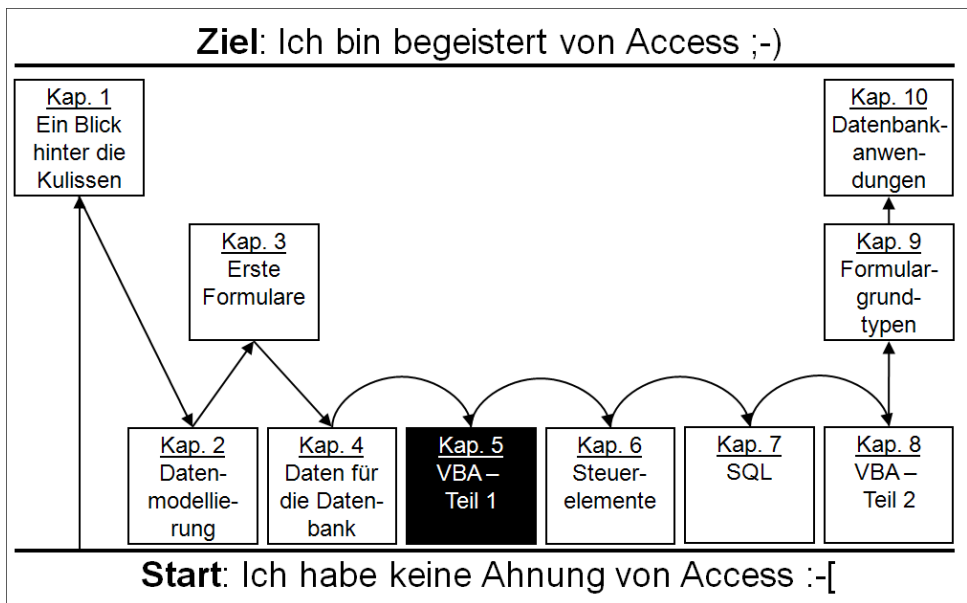 Ziel: Ich bin begeistert von Access ;-)
Kap. 1
Ein Blick
hinter die
Kulissen
Kap. 10
Datenbank-
anwen-
dungen
Kap. 3
Erste
Formulare
Kap. 9
Formular-
grund-
typen
Kap. 2
Daten-
modellie-
rung
Kap. 4
Daten für
die Daten-
bank
Kap. 5
VBA –
Teil 1
Kap. 6
Steuer-
elemente
Kap. 7
SQL
Kap. 8
VBA –
Teil 2
Start: Ich habe keine Ahnung von Access :-[